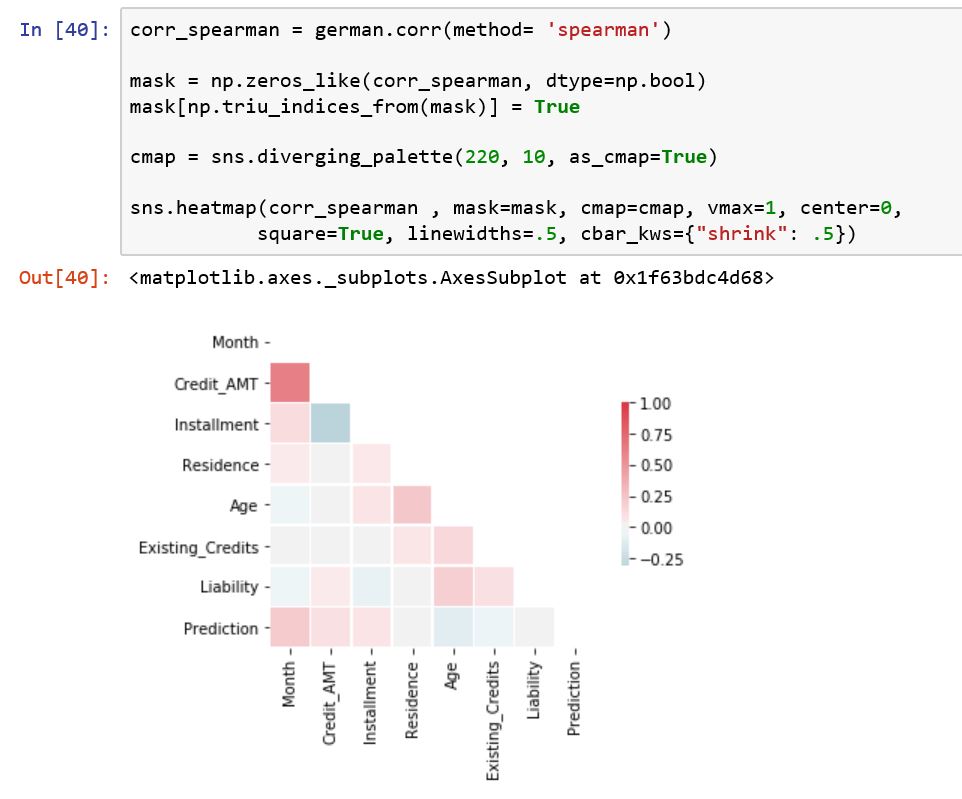 In [40]: corr_spearman = german.corr(method= 'spearman')
mask = np.zeros_like(corr_spearman, dtype=np.bool)
mask[np.triu_indices_from(mask)] = True
cmap = sns.diverging_palette(220, 10, as_cmap=True)
sns.heatmap(corr_spearman , mask=mask, cmap=cmap, vmax=1, center=0,
square=True, linewidths=.5, cbar_kws={"shrink": .5})
Out[40]: <matplotlib.axes._subplots.AxesSubplot at 0x1f63bdc4d68>
Month
Credit_AMT
Installment
Residence
Age
Existing_Credits
Liability
Prediction
1.00
0.75
0.50
0.25
0.00
−0.25
Month
Credit_AMT
Installment
Residence
Age
Existing_Credits
Liability
Prediction